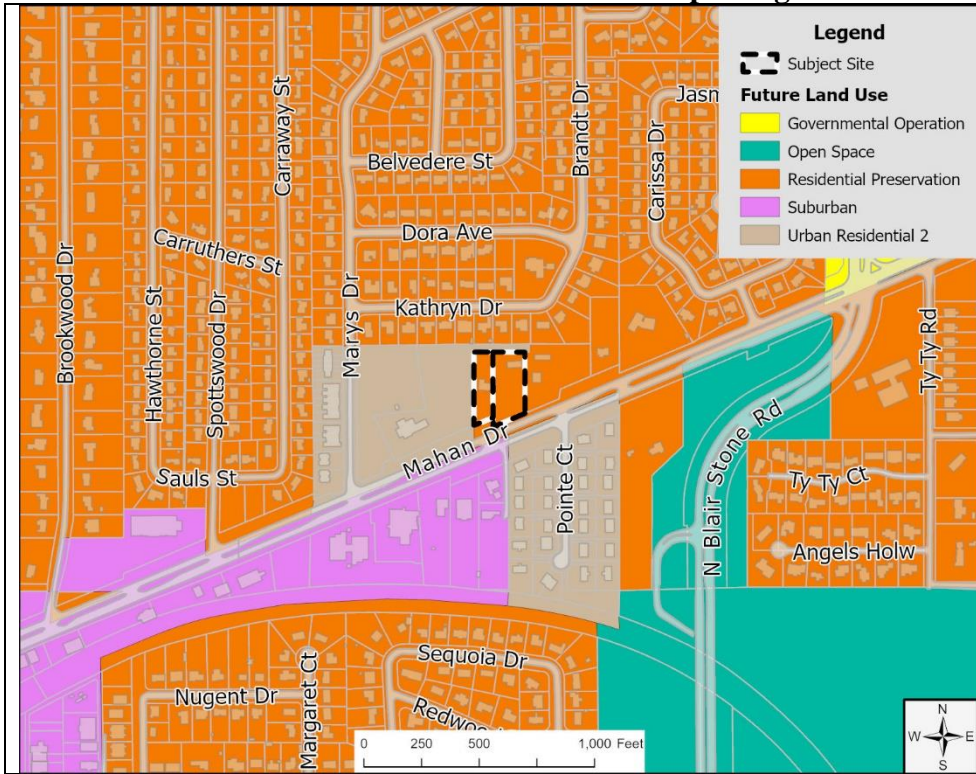 Legend
Subject Site
Future Land Use
Governmental Operation
Open Space
Residential Preservation
Suburban
Urban Residential 2
Brookwood Dr
Hawthorne St
Carruthers St
Spottswood Dr
Carraway St
Sauls St
Marys Dr
Belvedere St
Dora Ave
Kathryn Dr
Brandt Dr
Carissa Dr
Jasm
Mahan Dr
Pointe Ct
N Blair Stone Rd
Ty Ty Rd
Ty Ty Ct
Angels Holw
Nugent Dr
Margaret Ct
Sequoia Dr
0 250 500 1,000 Feet
N
W E
S